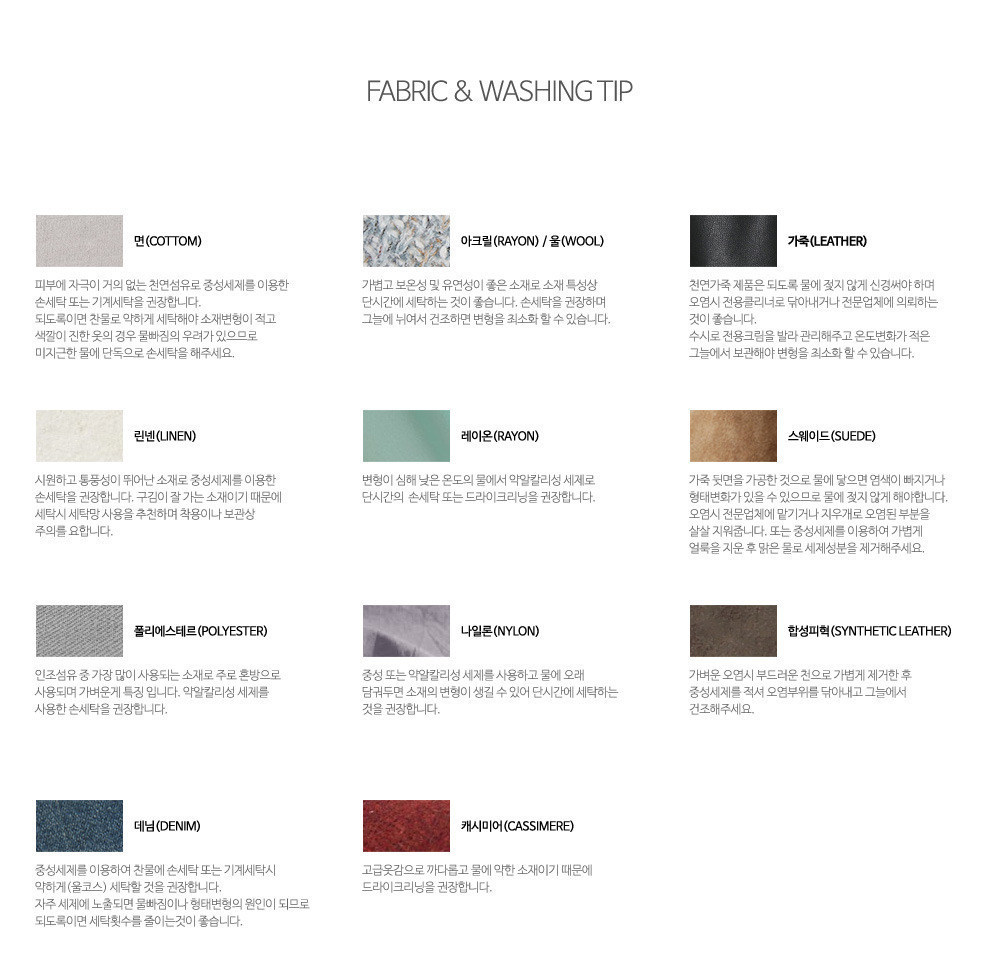 FABRIC & WASHING TIP
면(COTTOM)
피부에 자극이 거의 없는 천연섬유로 중성세제를 이용한
손세탁 또는 기계세탁을 권장합니다.
되도록이면 찬물로 약하게 세탁해야 소재변형이 적고
색깔이 진한 옷의 경우 물빠짐의 우려가 있으므로
미지근한 물에 단독으로 손세탁을 해주세요.
아크릴(RAYON) / 울(WOOL)
가볍고 보온성 및 유연성이 좋은 소재로 소재 특성상
단시간에 세탁하는 것이 좋습니다. 손세탁을 권장하며
그늘에 뉘여서 건조하면 변형을 최소화 할 수 있습니다.
가죽(LEATHER)
천연가죽 제품은 되도록 물에 젖지 않게 신경써야 하며
오염시 전용클리너로 닦아내거나 전문업체에 의뢰하는
것이 좋습니다.
수시로 전용크림을 발라 관리해주고 온도변화가 적은
그늘에서 보관해야 변형을 최소화 할 수 있습니다.
린넨(LINEN)
시원하고 통풍성이 뛰어난 소재로 중성세제를 이용한
손세탁을 권장합니다. 구김이 잘 가는 소재이기 때문에
세탁시 세탁망 사용을 추천하며 착용이나 보관상
주의를 요합니다.
레이온(RAYON)
변형이 심해 낮은 온도의 물에서 약알칼리성 세제로
단시간의 손세탁 또는 드라이크리닝을 권장합니다.
스웨이드(SUEDE)
가죽 뒷면을 가공한 것으로 물에 닿으면 염색이 빠지거나
형태변화가 있을 수 있으므로 물에 젖지 않게 해야합니다.
오염시 전문업체에 맡기거나 지우개로 오염된 부분을
살살 지워줍니다. 또는 중성세제를 이용하여 가볍게
얼룩을 지운 후 맑은 물로 세제성분을 제거해주세요.
폴리에스테르(POLYESTER)
인조섬유 중 가장 많이 사용되는 소재로 주로 혼방으로
사용되며 가벼운게 특징 입니다. 약알칼리성 세제를
사용한 손세탁을 권장합니다.
나일론(NYLON)
중성 또는 약알칼리성 세제를 사용하고 물에 오래
담궈두면 소재의 변형이 생길 수 있어 단시간에 세탁하는
것을 권장합니다.
합성피혁(SYNTHETIC LEATHER)
가벼운 오염시 부드러운 천으로 가볍게 제거한 후
중성세제를 적셔 오염부위를 닦아내고 그늘에서
건조해주세요.
데님(DENIM)
중성세제를 이용하여 찬물에 손세탁 또는 기계세탁시
약하게(울코스) 세탁할 것을 권장합니다.
자주 세제에 노출되면 물빠짐이나 형태변형의 원인이 되므로
되도록이면 세탁횟수를 줄이는것이 좋습니다.
캐시미어(CASSIMERE)
고급옷감으로 까다롭고 물에 약한 소재이기 때문에
드라이크리닝을 권장합니다.